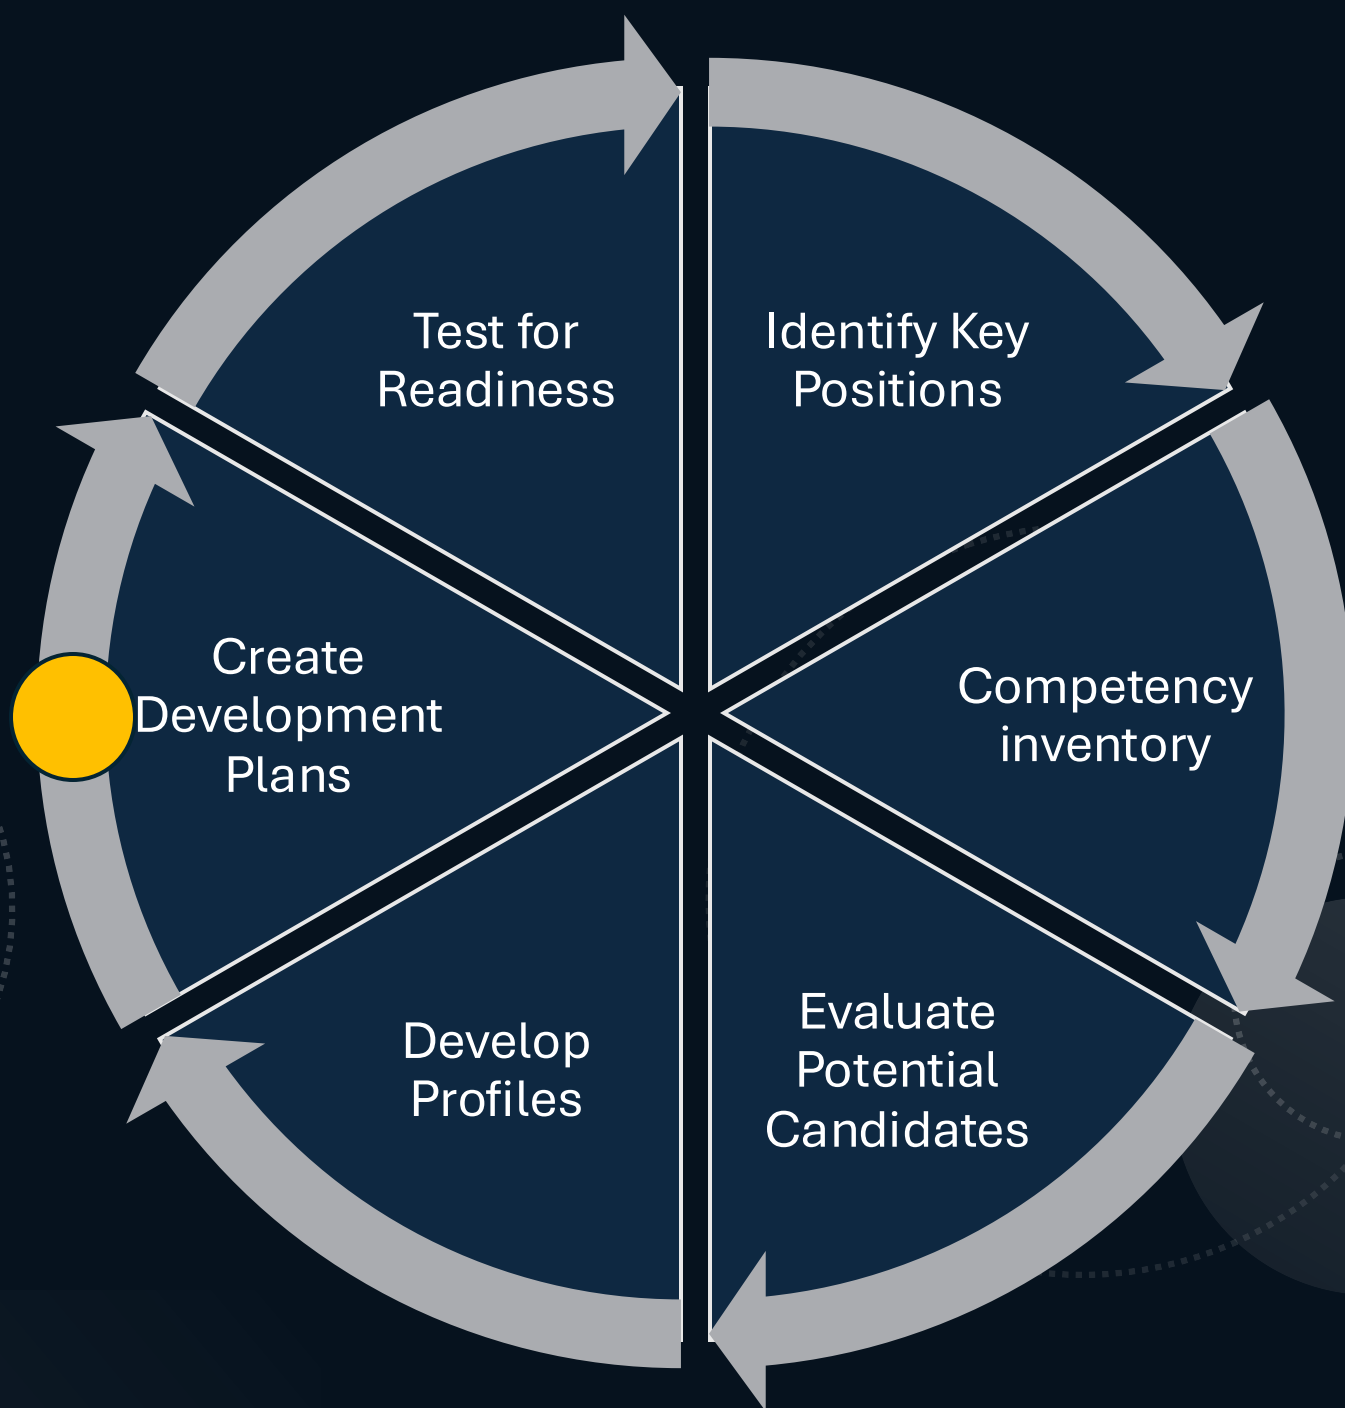 Test for
Readiness
Identify Key
Positions
Create
Development
Plans
Competency
inventory
Develop
Profiles
Evaluate
Potential
Candidates